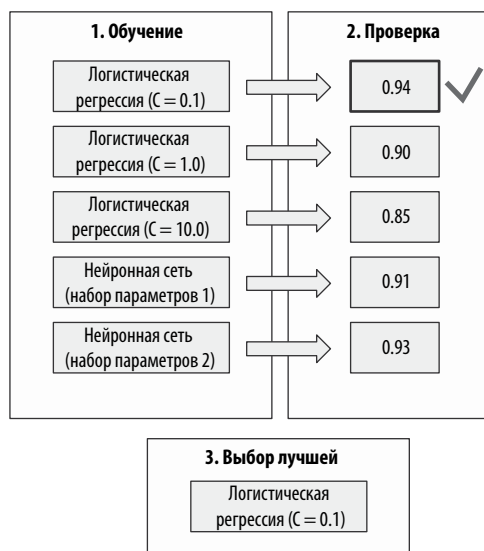 1. Обучение
2. Проверка
Логистическая
регрессия (C = 0.1)
0.94
Логистическая
регрессия (C = 1.0)
0.90
Логистическая
регрессия (C = 10.0)
0.85
Нейронная сеть
(набор параметров 1)
0.91
Нейронная сеть
(набор параметров 2)
0.93
3. Выбор лучшей
Логистическая
регрессия (C = 0.1)